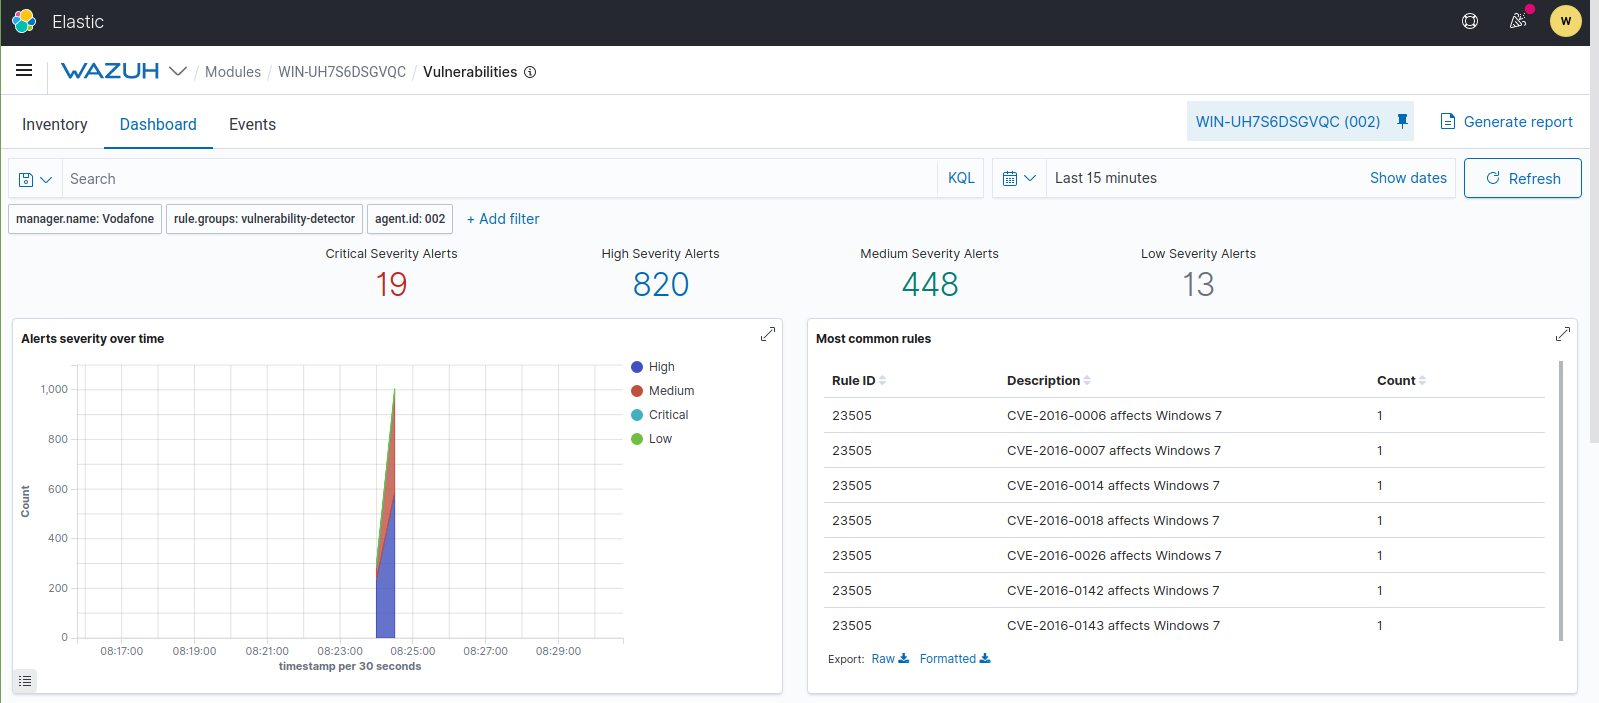 Elastic
W
WAZUH / Modules / WIN-UH7S6DSGVQC / Vulnerabilities
Inventory Dashboard Events
WIN-UH7S6DSGVQC (002) Generate report
Search KQL Last 15 minutes Show dates Refresh
manager.name: Vodafone rule.groups: vulnerability-detector agent.id: 002 + Add filter
Critical Severity Alerts High Severity Alerts Medium Severity Alerts Low Severity Alerts
19 820 448 13
Alerts severity over time
1,000
800
600
400
200
0
Count
08:17:00 08:19:00 08:21:00 08:23:00 08:25:00 08:27:00 08:29:00
timestamp per 30 seconds
High
Medium
Critical
Low
Most common rules
Rule ID Description Count
23505 CVE-2016-0006 affects Windows 7 1
23505 CVE-2016-0007 affects Windows 7 1
23505 CVE-2016-0014 affects Windows 7 1
23505 CVE-2016-0018 affects Windows 7 1
23505 CVE-2016-0026 affects Windows 7 1
23505 CVE-2016-0142 affects Windows 7 1
23505 CVE-2016-0143 affects Windows 7 1
Export: Raw Formatted